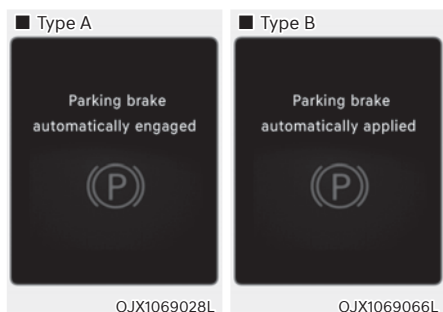 ■ Type A
Parking brake
automatically engaged
P
OJX1069028L
■ Type B
Parking brake
automatically applied
P
OJX1069066L